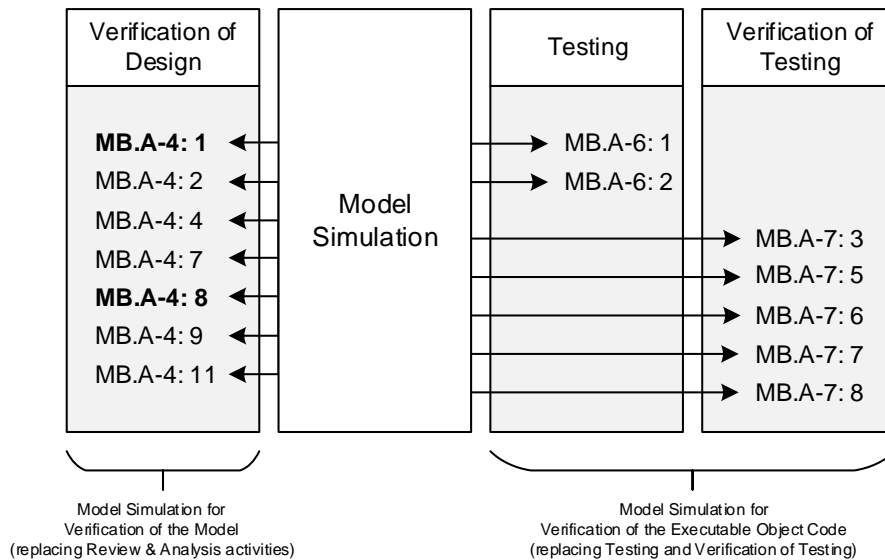 Verification of
Design
MB.A-4: 1
MB.A-4: 2
MB.A-4: 4
MB.A-4: 7
MB.A-4: 8
MB.A-4: 9
MB.A-4: 11
Model
Simulation
Testing
MB.A-6: 1
MB.A-6: 2
Verification of
Testing
MB.A-7: 3
MB.A-7: 5
MB.A-7: 6
MB.A-7: 7
MB.A-7: 8
Model Simulation for
Verification of the Model
(replacing Review & Analysis activities)
Model Simulation for
Verification of the Executable Object Code
(replacing Testing and Verification of Testing)